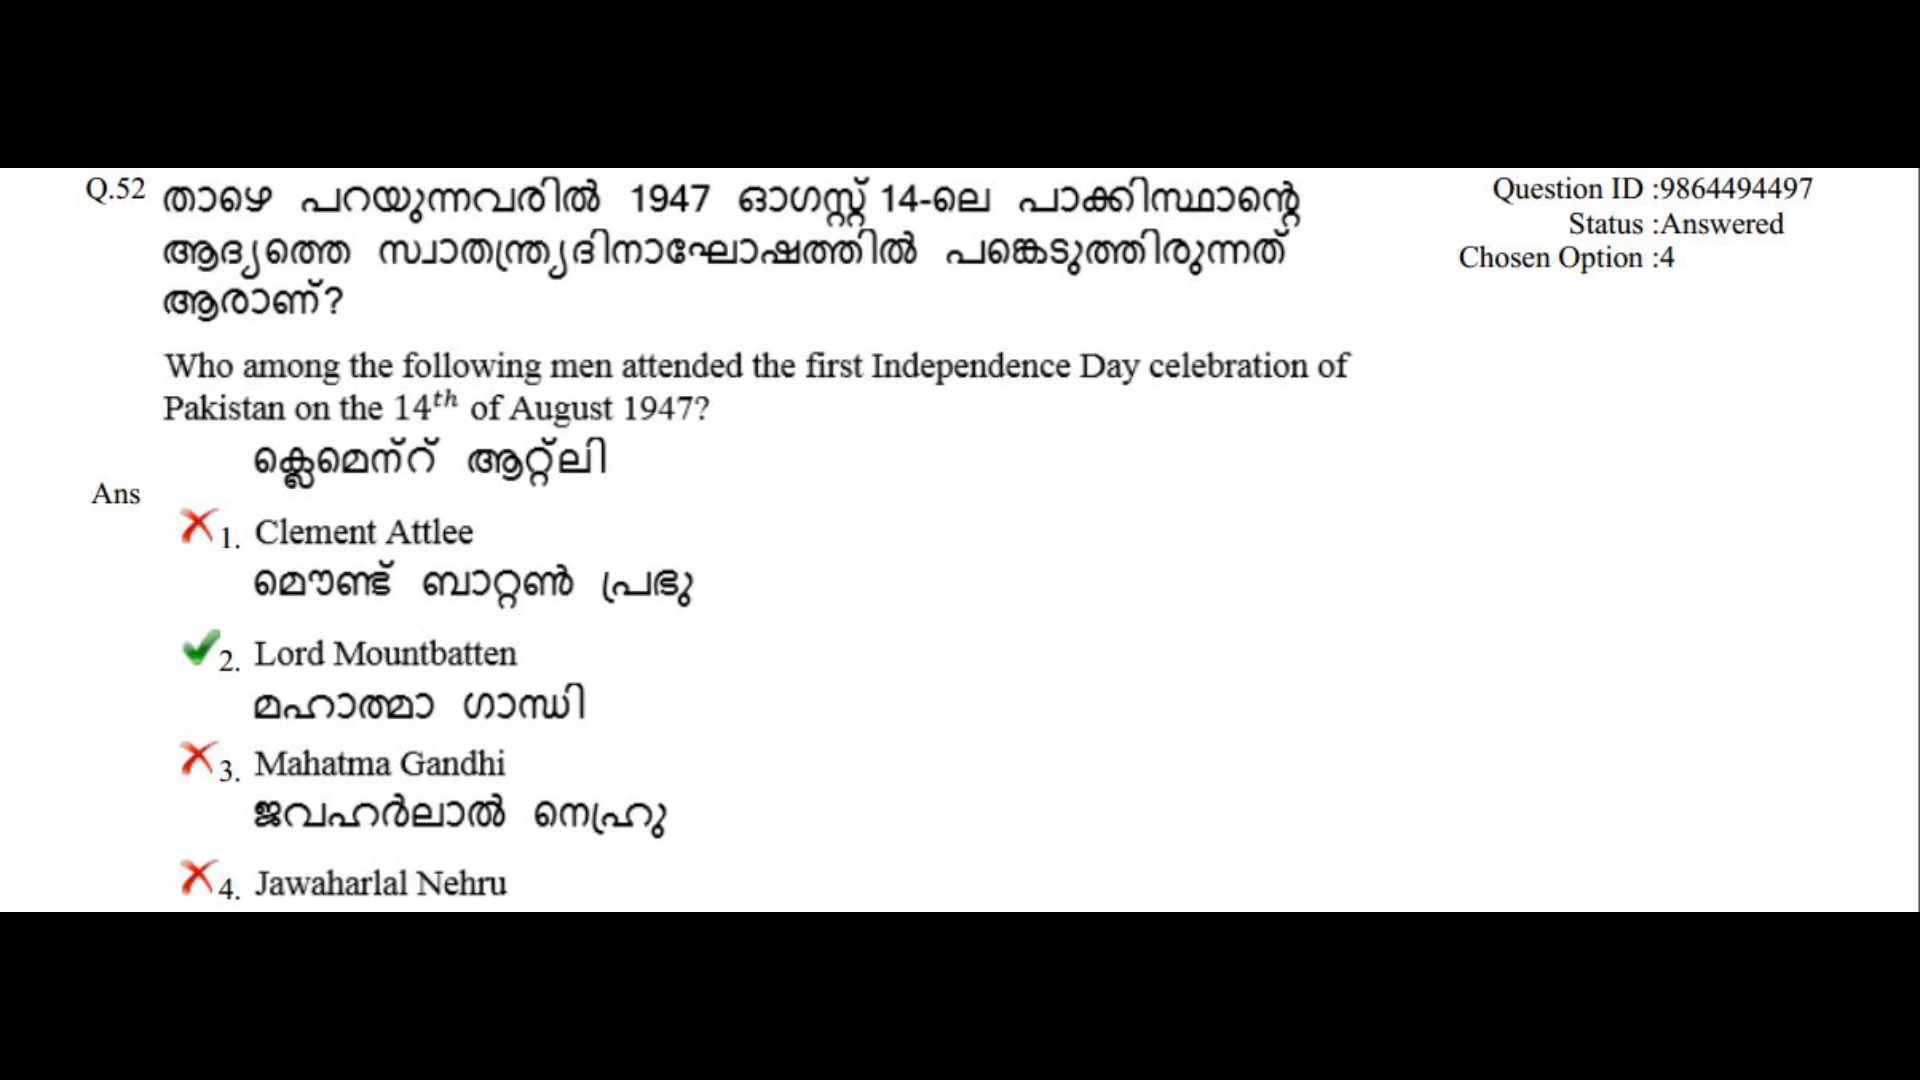 Q.52 താഴെ പറയുന്നവരിൽ 1947 ഓഗസ്റ്റ് 14-ലെ പാക്കിസ്ഥാന്റെ
ആദ്യത്തെ സ്വാതന്ത്ര്യദിനാഘോഷത്തിൽ പങ്കെടുത്തിരുന്നത്
ആരാണ്?
Question ID :9864494497
Status :Answered
Chosen Option :4
Who among the following men attended the first Independence Day celebration of
Pakistan on the 14th of August 1947?
ക്ലെമെന്റ് ആറ്റ്ലി
Ans
1. Clement Attlee
മൌണ്ട് ബാറ്റൺ പ്രഭു
2. Lord Mountbatten
മഹാത്മാ ഗാന്ധി
3. Mahatma Gandhi
ജവഹർലാൽ നെഹ്രു
4. Jawaharlal Nehru